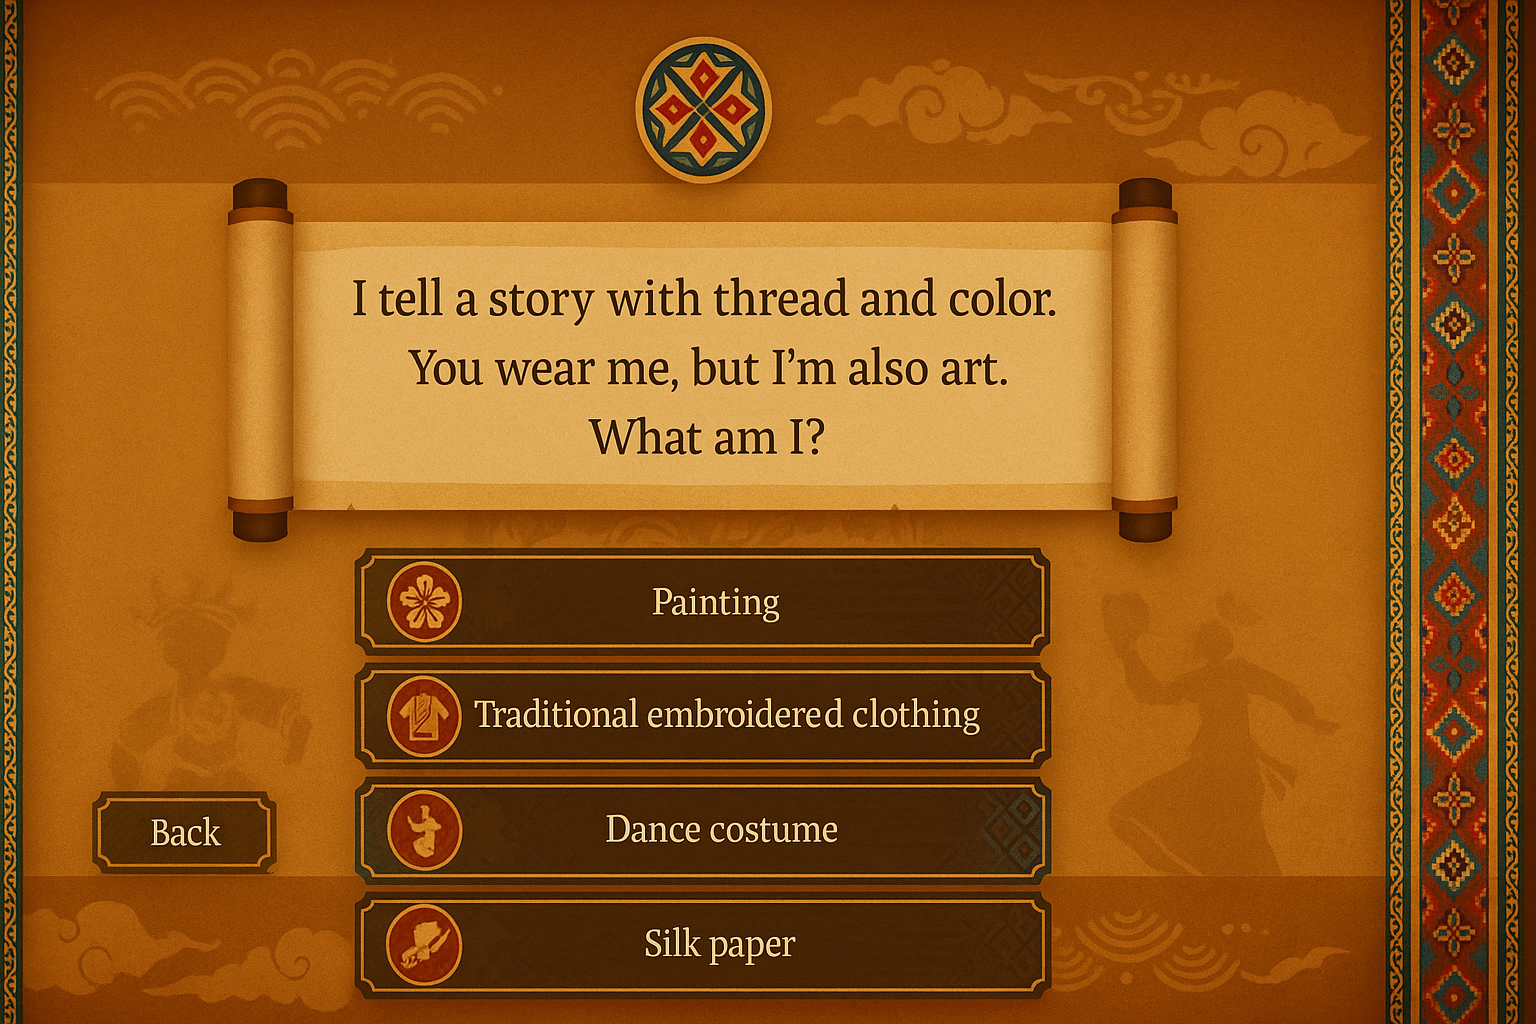 I tell a story with thread and color.
You wear me, but I’m also art.
What am I?
Painting
Traditional embroidered clothing
Dance costume
Back
Silk paper